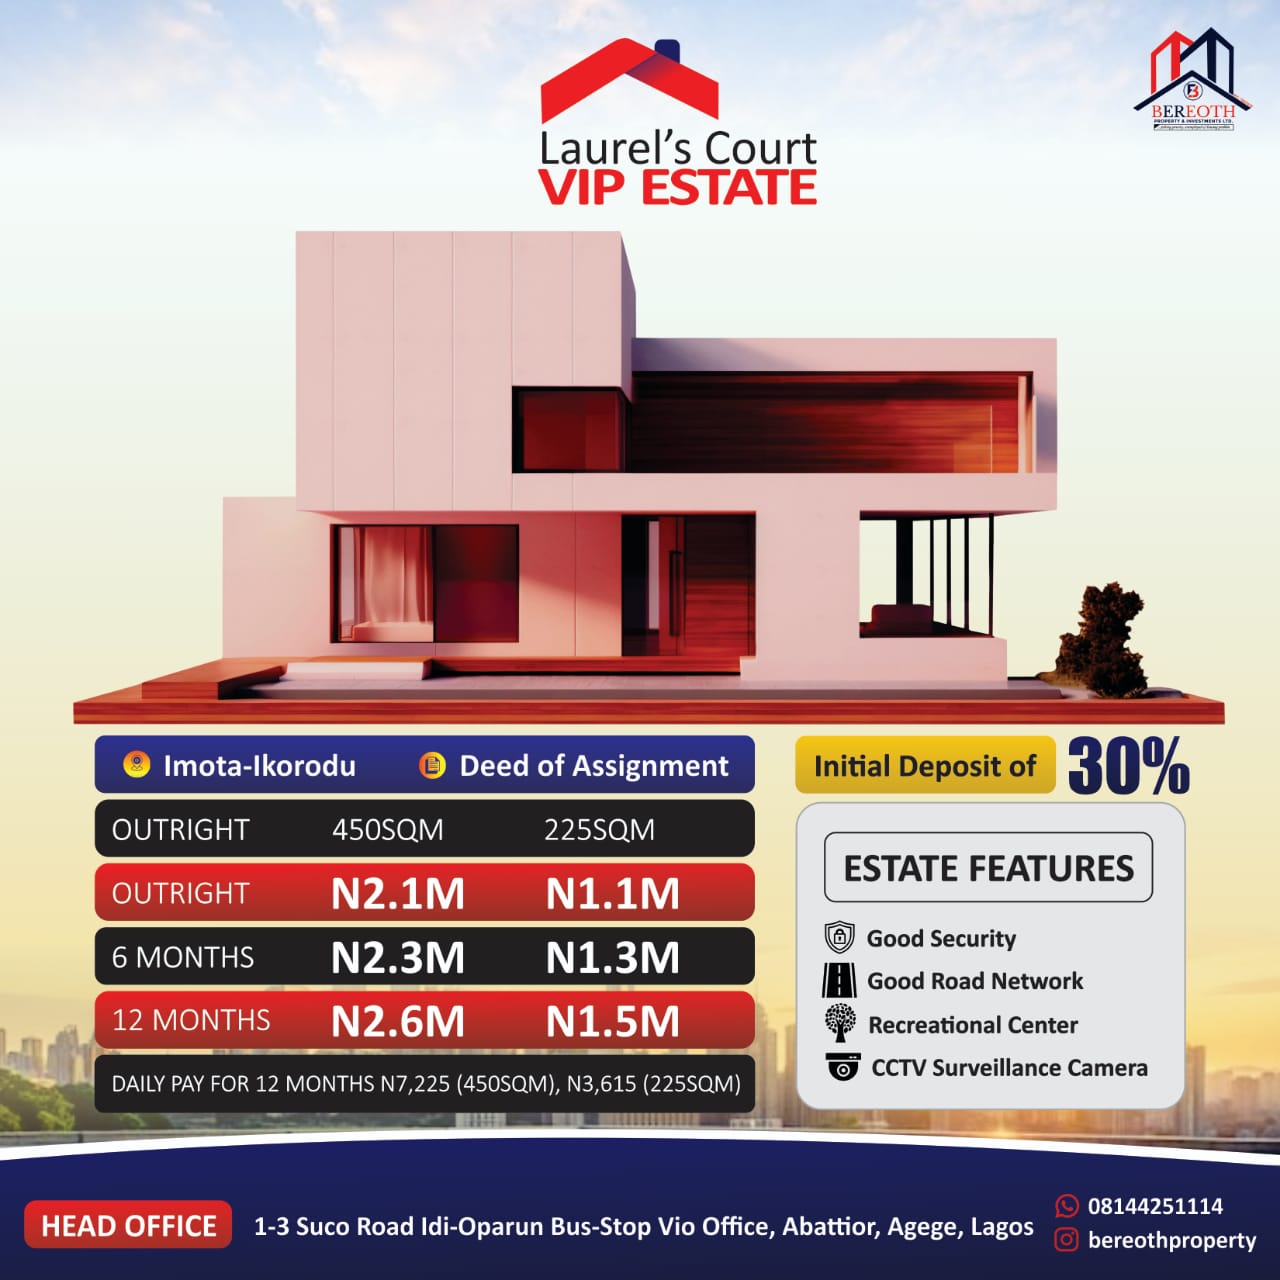 BEREOTH
PROPERTY & INVESTMENTS LTD.
Laurel's Court
VIP ESTATE
Imota-Ikorodu Deed of Assignment
OUTRIGHT 450SQM 225SQM
OUTRIGHT N2.1M N1.1M
6 MONTHS N2.3M N1.3M
12 MONTHS N2.6M N1.5M
DAILY PAY FOR 12 MONTHS N7,225 (450SQM), N3,615 (225SQM)
Initial Deposit of 30%
ESTATE FEATURES
Good Security
Good Road Network
Recreational Center
CCTV Surveillance Camera
HEAD OFFICE
1-3 Suco Road Idi-Oparun Bus-Stop Vio Office, Abattior, Agege, Lagos
08144251114
bereothproperty